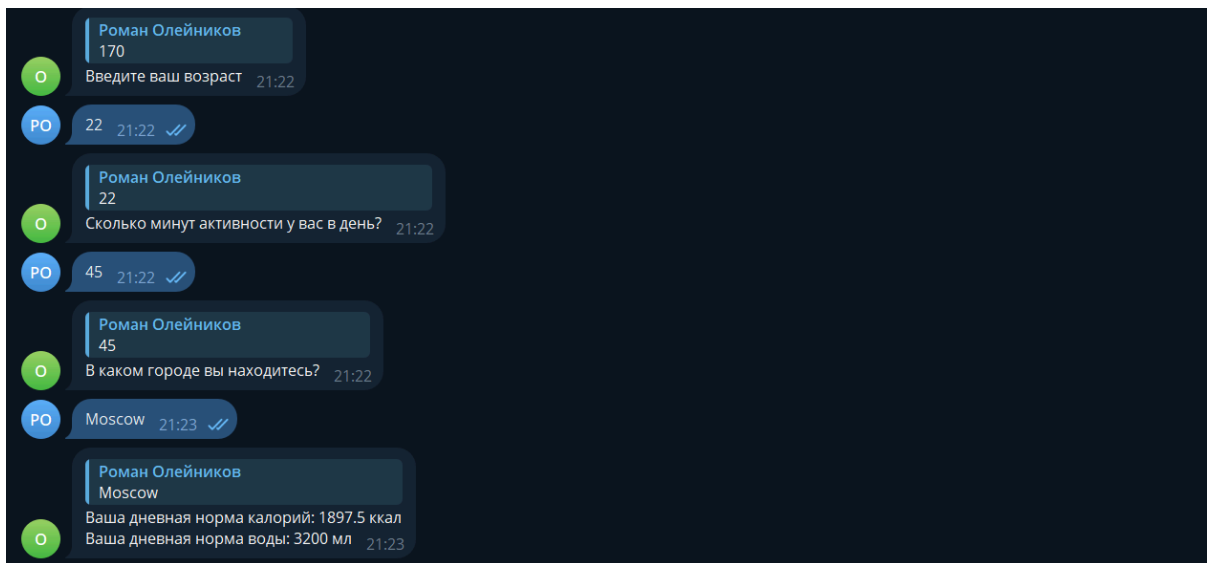 Роман Олейников
170
Введите ваш возраст 21:22
О
РО 22 21:22
Роман Олейников
22
Сколько минут активности у вас в день? 21:22
О
РО 45 21:22
Роман Олейников
45
В каком городе вы находитесь? 21:22
О
РО Moscow 21:23
Роман Олейников
Moscow
Ваша дневная норма калорий: 1897.5 ккал
Ваша дневная норма воды: 3200 мл 21:23
О